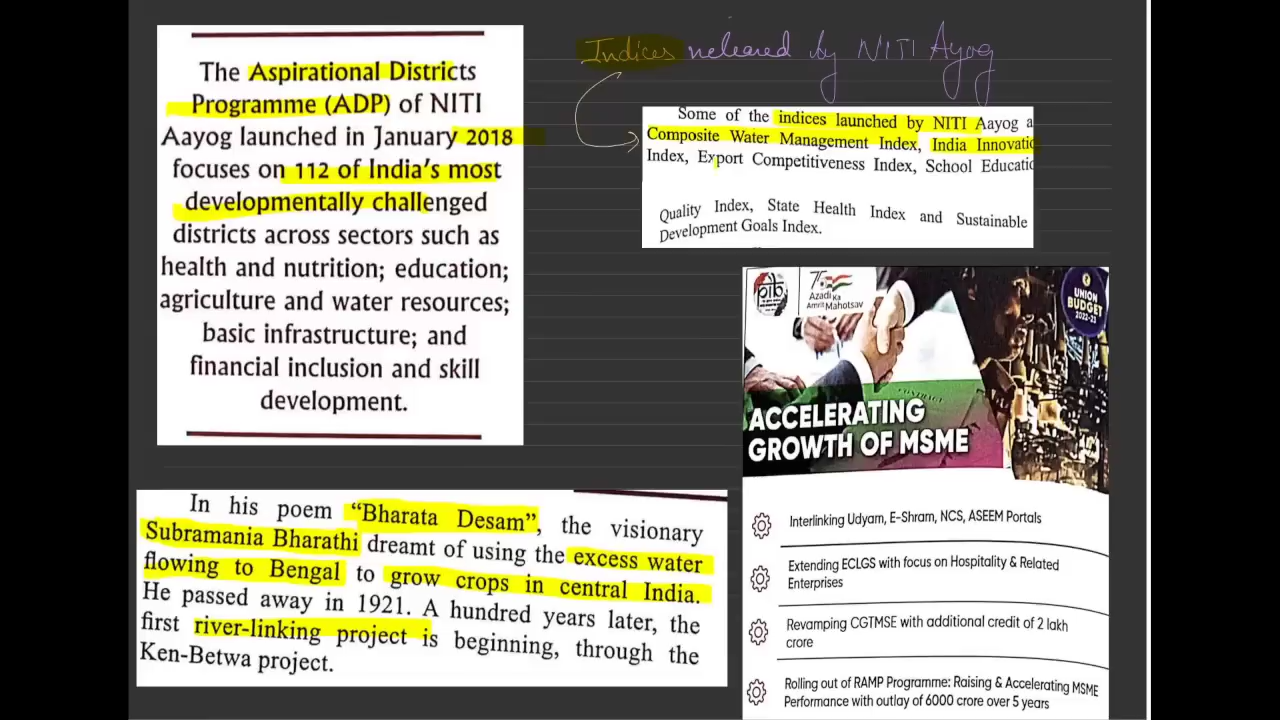 The Aspirational Districts
Programme (ADP) of NITI
Aayog launched in January 2018
focuses on 112 of India's most
developmentally challenged
districts across sectors such as
health and nutrition; education;
agriculture and water resources;
basic infrastructure; and
financial inclusion and skill
development.
Indices released by NITI Ayog
Some of the indices launched by NITI Aayog a
Composite Water Management Index, India Innovatio
Index, Export Competitiveness Index, School Educatio
Quality Index, State Health Index and Sustainable
Development Goals Index.
In his poem “Bharata Desam”, the visionary
Subramania Bharathi dreamt of using the excess water
flowing to Bengal to grow crops in central India.
He passed away in 1921. A hundred years later, the
first river-linking project is beginning, through the
Ken-Betwa project.
pib
75
Azadi Ka
Amrit Mahotsav
UNION
BUDGET
2022-23
ACCELERATING
GROWTH OF MSME
Interlinking Udyam, E-Shram, NCS, ASEEM Portals
Extending ECLGS with focus on Hospitality & Related
Enterprises
Revamping CGTMSE with additional credit of 2 lakh
crore
Rolling out of RAMP Programme: Raising & Accelerating MSME
Performance with outlay of 6000 crore over 5 years